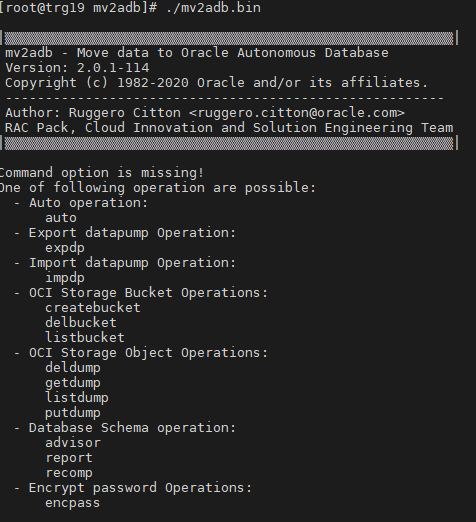 [root@trg19 mv2adb]# ./mv2adb.bin
mv2adb - Move data to Oracle Autonomous Database
Version: 2.0.1-114
Copyright (c) 1982-2020 Oracle and/or its affiliates.
-------------------------------------------------------
Author: Ruggero Citton <ruggero.citton@oracle.com>
RAC Pack, Cloud Innovation and Solution Engineering Team
Command option is missing!
One of following operation are possible:
- Auto operation:
auto
- Export datapump Operation:
expdp
- Import datapump Operation:
impdp
- OCI Storage Bucket Operations:
createbucket
delbucket
listbucket
- OCI Storage Object Operations:
deldump
getdump
listdump
putdump
- Database Schema operation:
advisor
report
recomp
- Encrypt password Operations:
encpass